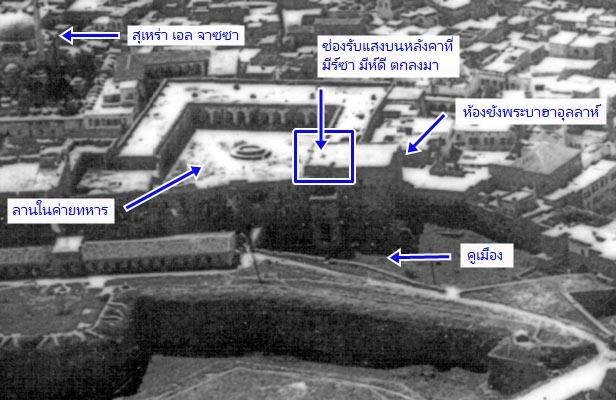 สุเหร่า เอล จาซซา
ช่องรับแสงบนหลังคาที่
มีร์ซา มีห์ดี ตกลงมา
ห้องขังพระบาฮาอุลลาห์
ลานในค่ายทหาร
คูเมือง